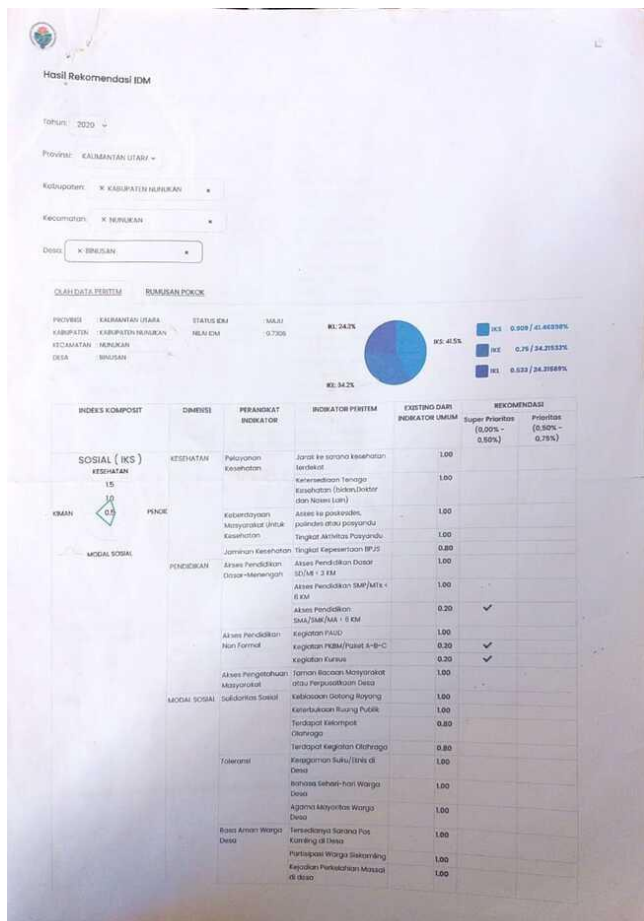 Hasil Rekomendasi IDM
Tahun: 2020
Provinsi: KALIMANTAN UTARA
Kabupaten: × KABUPATEN NUNUKAN
Kecamatan: × NUNUKAN
Desa: × BINUSAN
OLAH DATA PERITEM RUMUSAN POKOK
PROVINSI : KALIMANTAN UTARA STATUS IDM : MAJU
KABUPATEN : KABUPATEN NUNUKAN NILAI IDM : 0.7306
KECAMATAN : NUNUKAN
DESA : BINUSAN
IKL: 24.2%
IKS: 41.5%
IKE: 34.2%
IKS 0.909 / 41.46898%
IKE 0.75 / 34.21533%
IKL 0.533 /
INDEKS KOMPOSIT DIMENSI PERANGKAT INDIKATOR INDIKATOR PERITEM EXISTING DARI INDIKATOR UMUM REKOMENDASI
Super Prioritas (0,00% - 0,50%) Prioritas (0,50% - 0,75%)
SOSIAL ( IKS )
KESEHATAN
1.5
1.0
0.5
KIMAN
PENDIK
MODAL SOSIAL
KESEHATAN Pelayanan Kesehatan Jarak ke sarana kesehatan terdekat 1.00
Ketersediaan Tenaga Kesehatan (bidan,Dokter dan Nakes Lain) 1.00
Keberdayaan Masyarakat Untuk Kesehatan Akses ke poskesdes, polindes atau posyandu 1.00
Tingkat Aktivitas Posyandu 1.00
Jaminan Kesehatan Tingkat Kepesertaan BPJS 0.80
PENDIDIKAN Akses Pendidikan Dasar-Menengah Akses Pendidikan Dasar SD/MI < 3 KM 1.00
Akses Pendidikan SMP/MTs < 6 KM 1.00
Akses Pendidikan SMA/SMK/MA < 6 KM 0.20 ✓
Akses Pendidikan Non Formal Kegiatan PAUD 1.00
Kegiatan PKBM/Paket A-B-C 0.20 ✓
Kegiatan Kursus 0.20 ✓
Akses Pengetahuan Masyarakat Taman Bacaan Masyarakat atau Perpustakaan Desa 1.00
MODAL SOSIAL Solidaritas Sosial Kebiasaan Gotong Royong 1.00
Keterbukaan Ruang Publik 1.00
Terdapat Kelompok Olahraga 0.80
Terdapat Kegiatan Olahraga 0.80
Toleransi Keragaman Suku/Etnis di Desa 1.00
Bahasa Sehari-hari Warga Desa 1.00
Agama Mayoritas Warga Desa 1.00
Rasa Aman Warga Desa Tersedianya Sarana Pos Kamling di Desa 1.00
Partisipasi Warga Siskamling 1.00
Kejadian Perkelahian Massal di desa 1.00